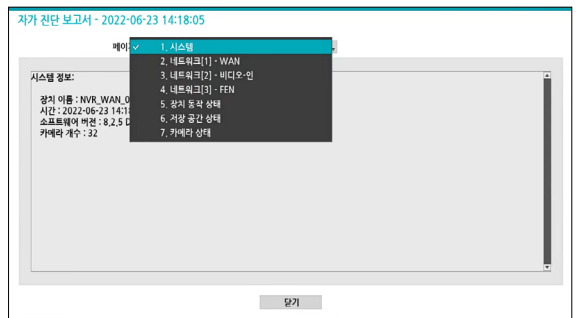 자가 진단 보고서 - 2022-06-23 14:18:05
페이
✓ 1. 시스템
2. 네트워크[1] - WAN
3. 네트워크[2] - 비디오-인
4. 네트워크[3] - FEN
5. 장치 동작 상태
6. 저장 공간 상태
7. 카메라 상태
시스템 정보:
장치 이름 : NVR_WAN_0
시간 : 2022-06-23 14:1
소프트웨어 버전 : 8.2.5
카메라 개수 : 32
닫기